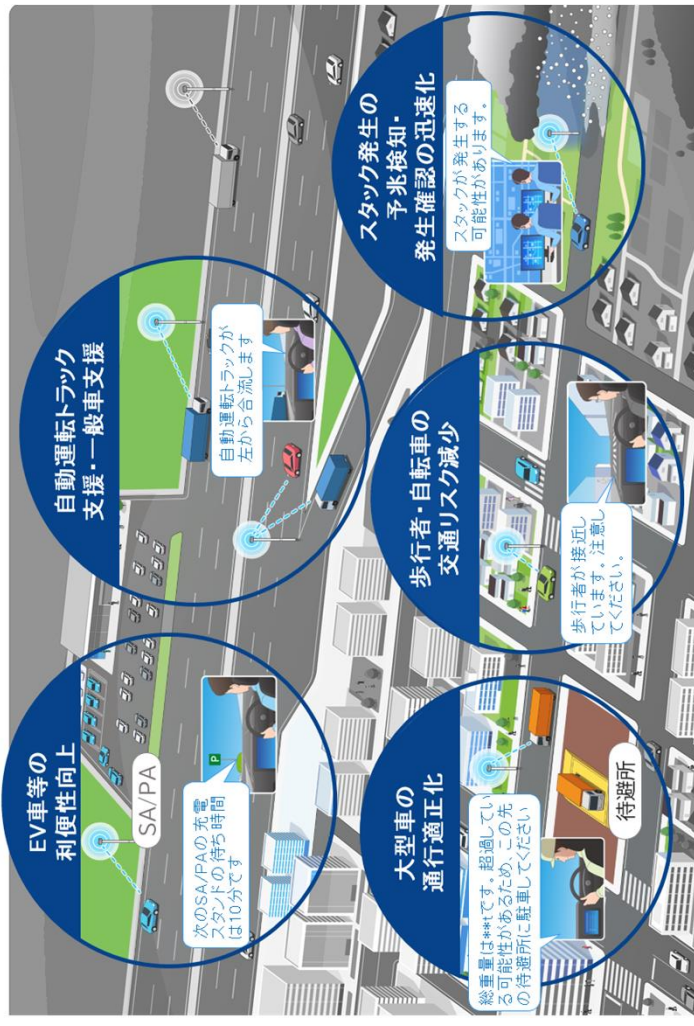 EV車等の
利便性向上
SA/PA
次のSA/PAの充電
スタンドの待ち時間
は10分です
P
自動運転トラック
支援・一般車支援
自動運転トラックが
左から合流します
スタック発生の
予兆検知・
発生確認の迅速化
スタックが発生する
可能性があります。
大型車の
通行適正化
総重量は**tです。超過してい
る可能性があるため、この先
の待避所に駐車してください
待避所
歩行者・自転車の
交通リスク減少
歩行者が接近し
ています。注意し
てください。